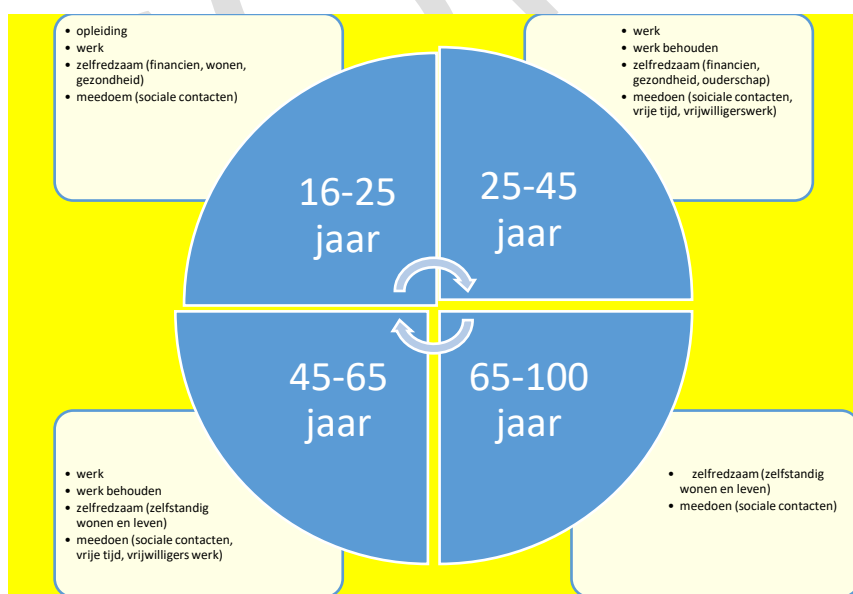 • opleiding
• werk
• zelfredzaam (financien, wonen,
gezondheid)
• meedoem (sociale contacten)
• werk
• werk behouden
• zelfredzaam (financien,
gezondheid, ouderschap)
• meedoen (soiciale contacten,
vrije tijd, vrijwilligerswerk)
16-25
jaar
25-45
jaar
45-65
jaar
65-100
jaar
• werk
• werk behouden
• zelfredzaam (zelfstandig
wonen en leven)
• meedoen (sociale contacten,
vrije tijd, vrijwilligers werk)
• zelfredzaam (zelfstandig
wonen en leven)
• meedoen (sociale contacten)